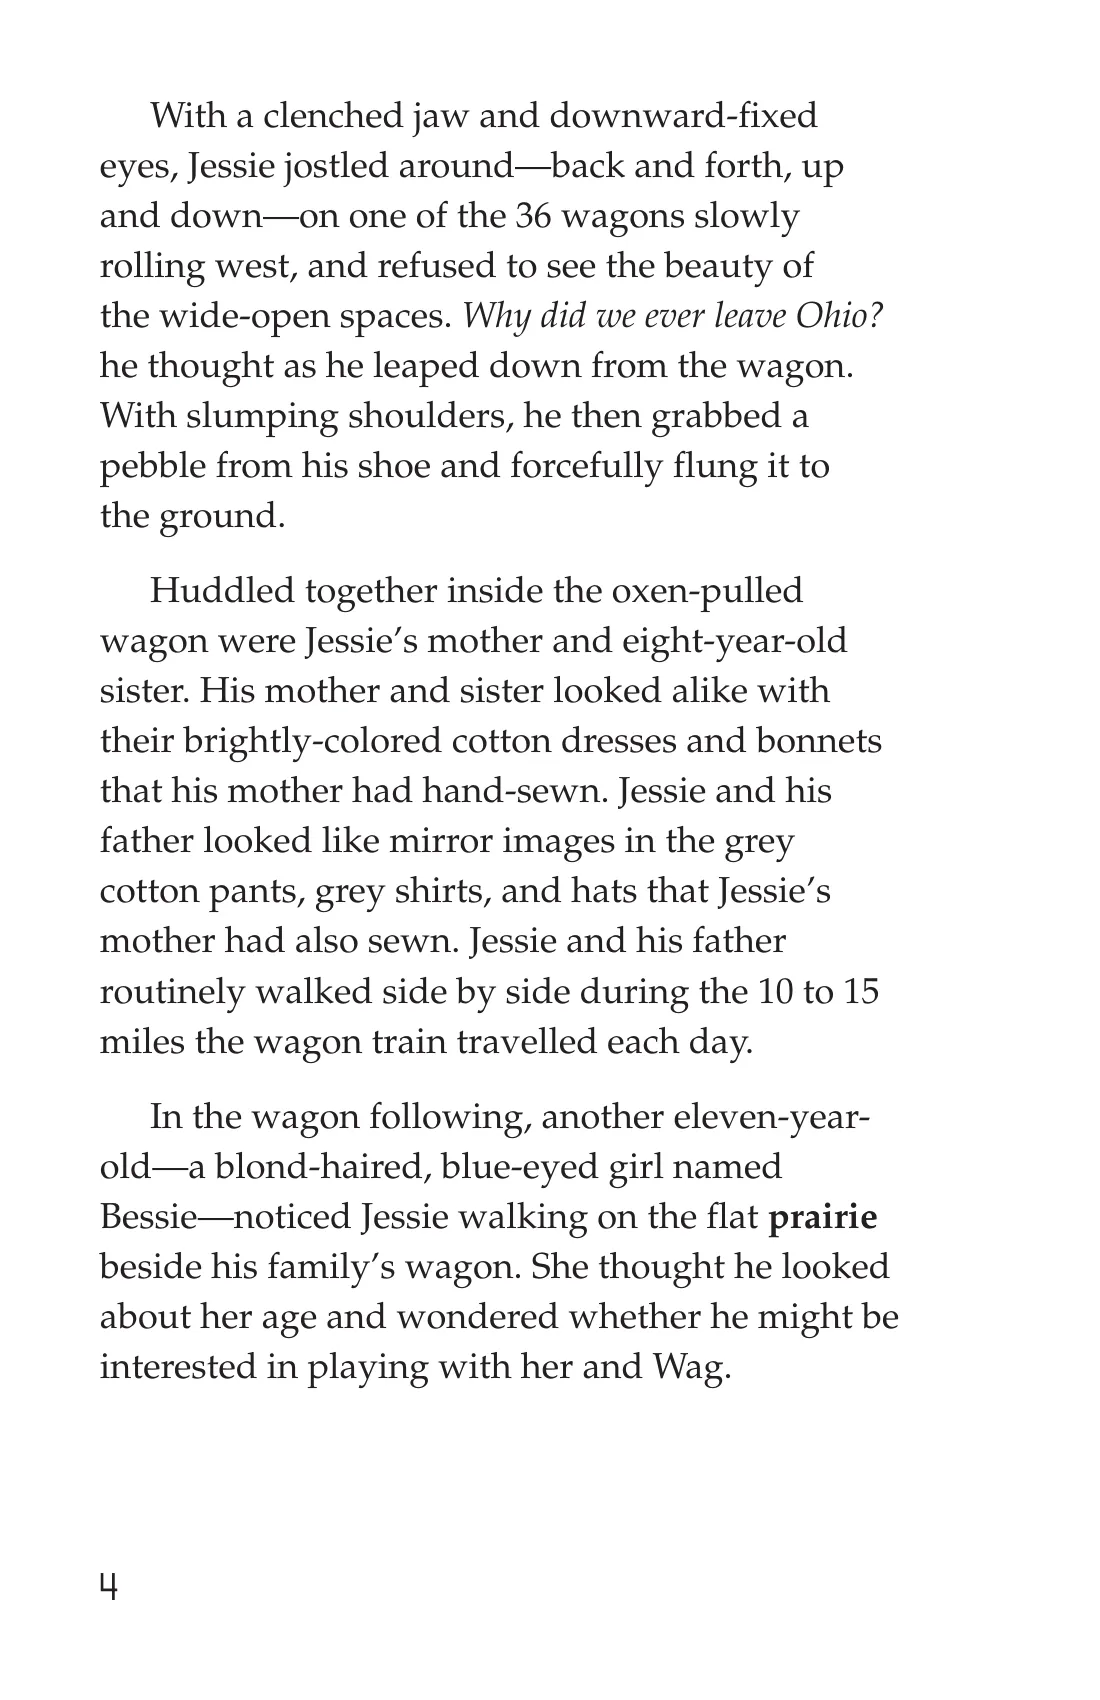 With a clenched jaw and downward-fixed
eyes, Jessie jostled around—back and forth, up
and down—on one of the 36 wagons slowly
rolling west, and refused to see the beauty of
the wide-open spaces. Why did we ever leave Ohio?
he thought as he leaped down from the wagon.
With slumping shoulders, he then grabbed a
pebble from his shoe and forcefully flung it to
the ground.
Huddled together inside the oxen-pulled
wagon were Jessie’s mother and eight-year-old
sister. His mother and sister looked alike with
their brightly-colored cotton dresses and bonnets
that his mother had hand-sewn. Jessie and his
father looked like mirror images in the grey
cotton pants, grey shirts, and hats that Jessie’s
mother had also sewn. Jessie and his father
routinely walked side by side during the 10 to 15
miles the wagon train travelled each day.
In the wagon following, another eleven-year-
old—a blond-haired, blue-eyed girl named
Bessie—noticed Jessie walking on the flat prairie
beside his family’s wagon. She thought he looked
about her age and wondered whether he might be
interested in playing with her and Wag.
4